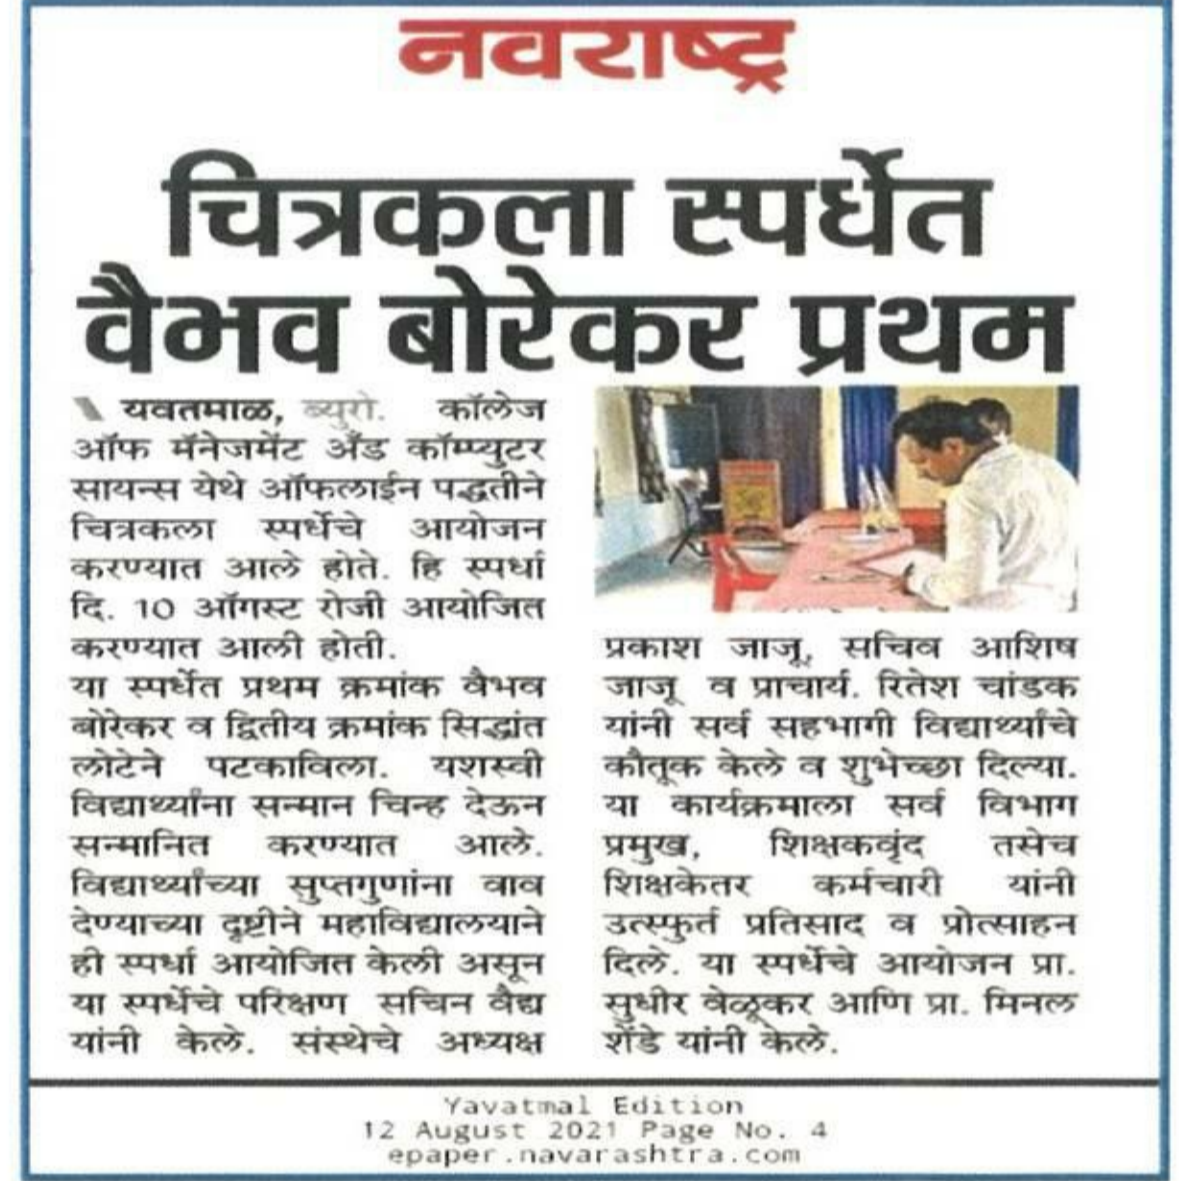 नवराष्ट्र
चित्रकला स्पर्धेत
वैभव बोरेकर प्रथम
यवतमाळ, ब्युरो. कॉलेज
ऑफ मॅनेजमेंट अँड कॉम्प्युटर
सायन्स येथे ऑफलाईन पद्धतीने
चित्रकला स्पर्धेचे आयोजन
करण्यात आले होते. हि स्पर्धा
दि. 10 ऑगस्ट रोजी आयोजित
करण्यात आली होती.
या स्पर्धेत प्रथम क्रमांक वैभव
बोरेकर व द्वितीय क्रमांक सिद्धांत
लोटेने पटकाविला. यशस्वी
विद्यार्थ्यांना सन्मान चिन्ह देऊन
सन्मानित करण्यात आले.
विद्यार्थ्यांच्या सुप्तगुणांना वाव
देण्याच्या दृष्टीने महाविद्यालयाने
ही स्पर्धा आयोजित केली असून
या स्पर्धेचे परिक्षण सचिन वैद्य
यांनी केले. संस्थेचे अध्यक्ष
प्रकाश जाजू, सचिव आशिष
जाजू व प्राचार्य. रितेश चांडक
यांनी सर्व सहभागी विद्यार्थ्यांचे
कौतूक केले व शुभेच्छा दिल्या.
या कार्यक्रमाला सर्व विभाग
प्रमुख, शिक्षकवृंद तसेच
शिक्षकेतर कर्मचारी यांनी
उत्स्फुर्त प्रतिसाद व प्रोत्साहन
दिले. या स्पर्धेचे आयोजन प्रा.
सुधीर वेळूकर आणि प्रा. मिनल
शेंडे यांनी केले.
Yavatmal Edition
12 August 2021 Page No. 4
epaper.navarashtra.com